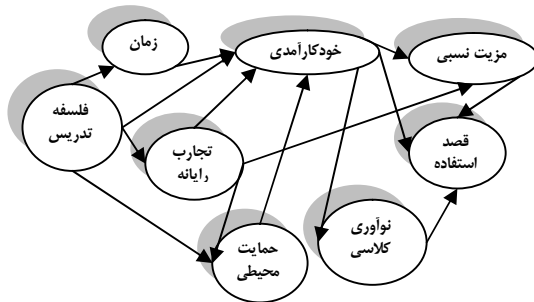 زمان
خودکارآمدی
مزیت نسبی
فلسفه
تدریس
تجارب
رایانه
قصد
استفاده
حمایت
محیطی
نوآوری
کلاسی